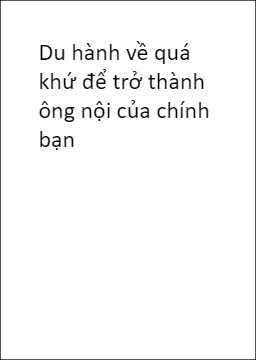 Du hành về quá
khứ để trở thành
ông nội của chính
bạn